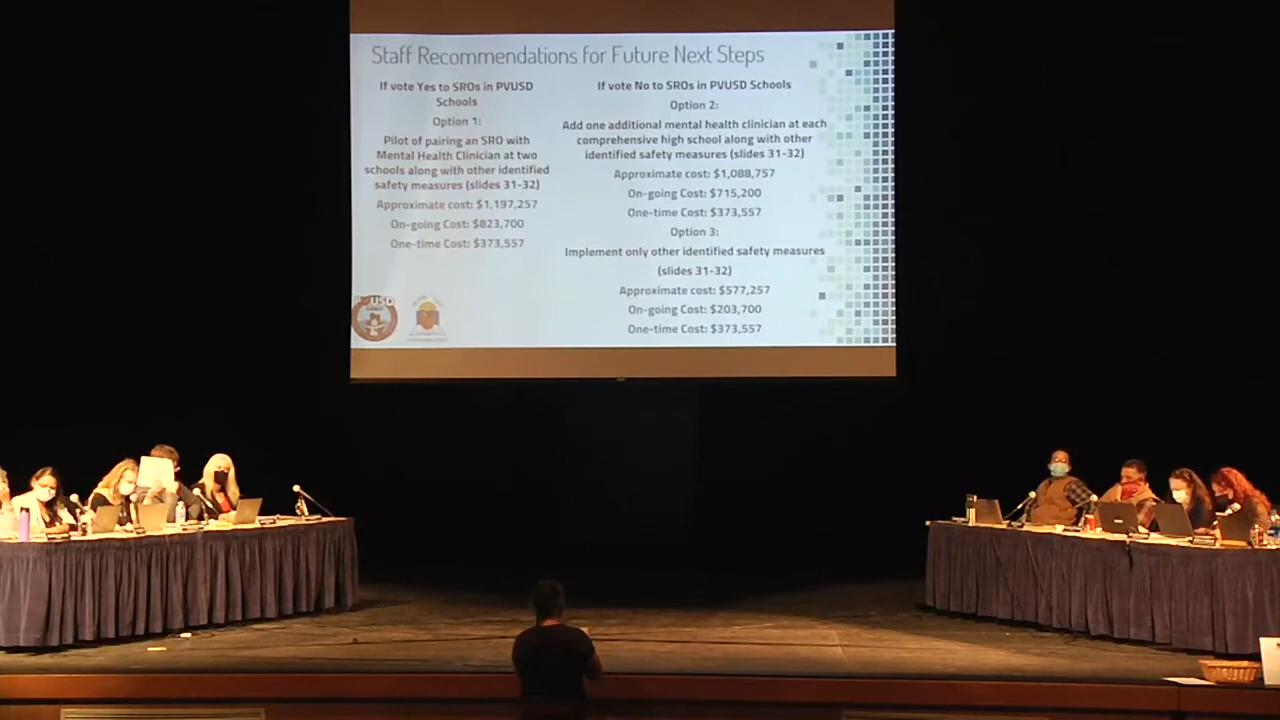 Staff Recommendations for Future Next Steps
If vote Yes to SROs in PVUSD
Schools
Option 1:
Pilot of pairing an SRO with
Mental Health Clinician at two
schools along with other identified
safety measures (slides 31-32)
Approximate cost: $1,197,257
On-going Cost: $823,700
One-time Cost: $373,557
If vote No to SROs in PVUSD Schools
Option 2:
Add one additional mental health clinician at each
comprehensive high school along with other
identified safety measures (slides 31-32)
Approximate cost: $1,088,757
On-going Cost: $715,200
One-time Cost: $373,557
Option 3:
Implement only other identified safety measures
(slides 31-32)
Approximate cost: $577,257
On-going Cost: $203,700
One-time Cost: $373,557